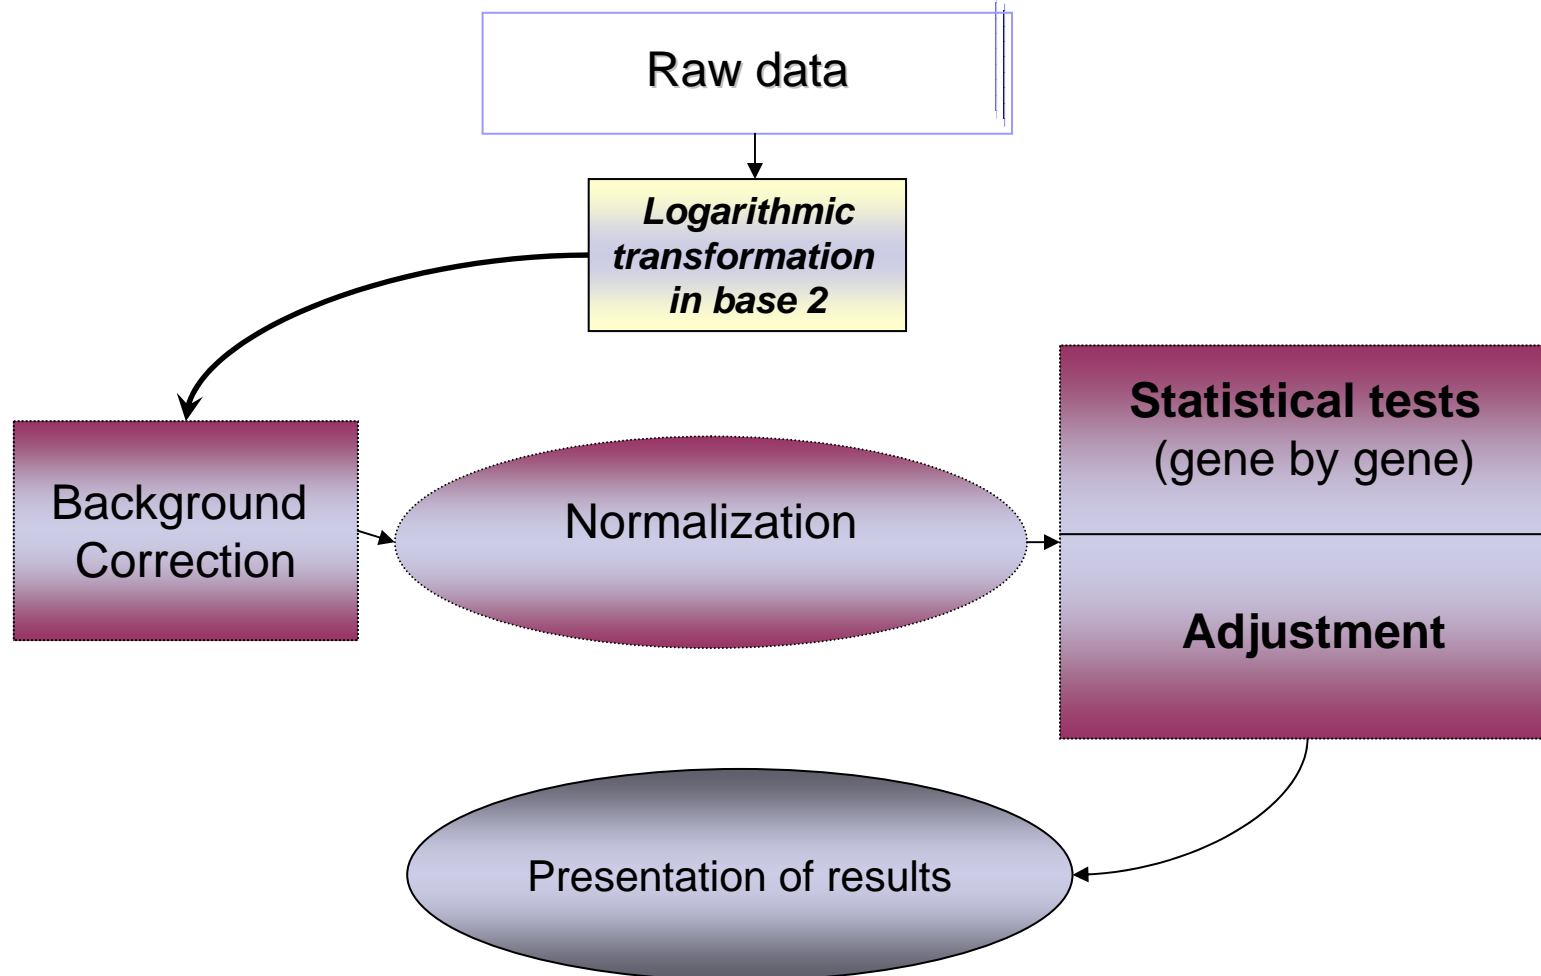 Raw data
Logarithmic
transformation
in base 2
Statistical tests
(gene by gene)
Background
Correction
Normalization
Adjustment
Presentation of results